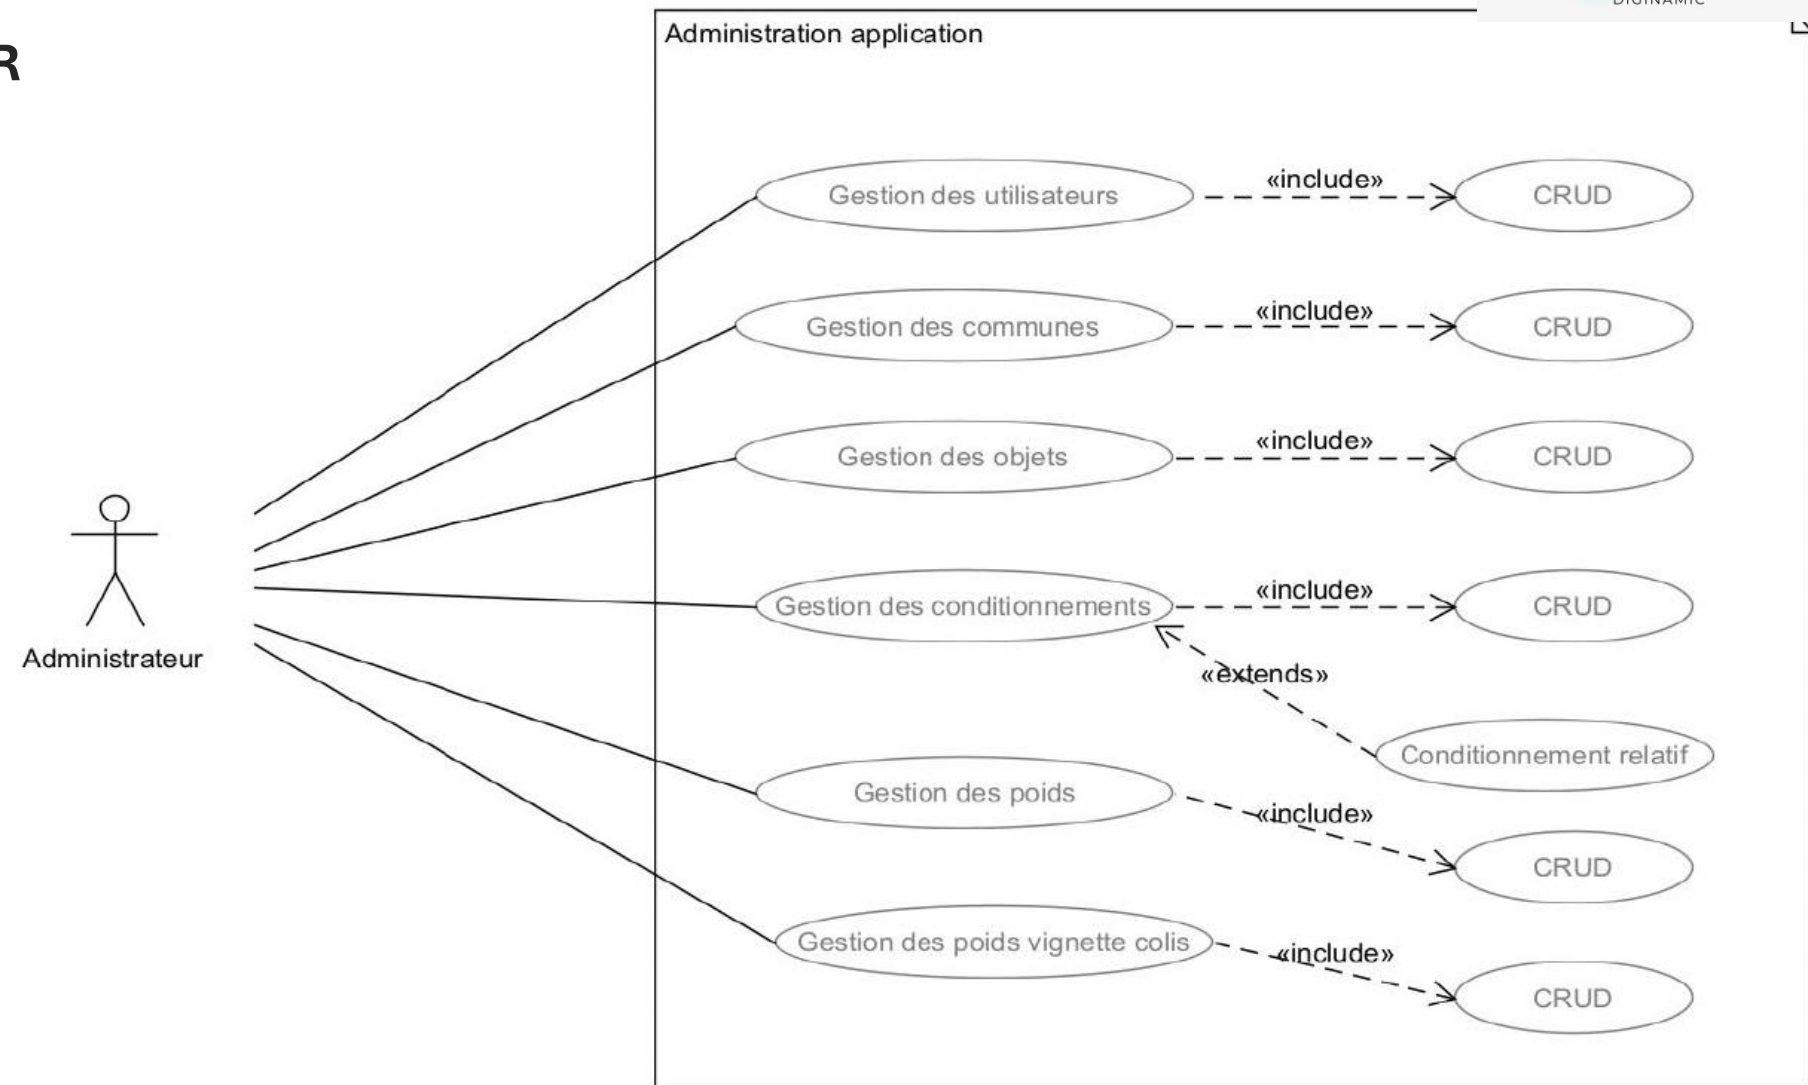 DIGINAMIC
R
Administration application
Gestion des utilisateurs
«include»
CRUD
Gestion des communes
«include»
CRUD
Gestion des objets
«include»
CRUD
Gestion des conditionnements
«include»
CRUD
Administrateur
«extends»
Conditionnement relatif
Gestion des poids
«include»
CRUD
Gestion des poids vignette colis
«include»
CRUD